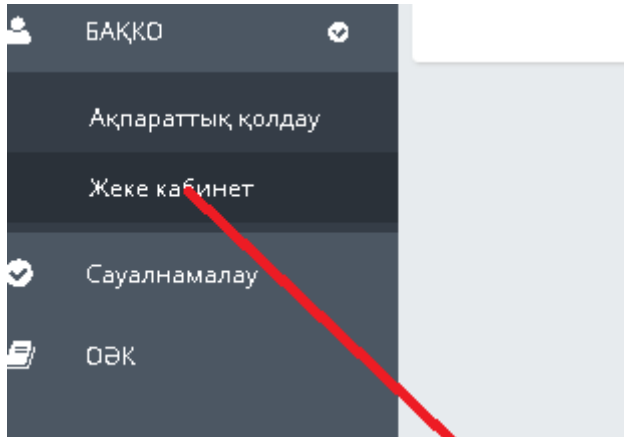 БАҚКО
Ақпараттық қолдау
Жеке кабинет
Сауалнамалау
ОӘК